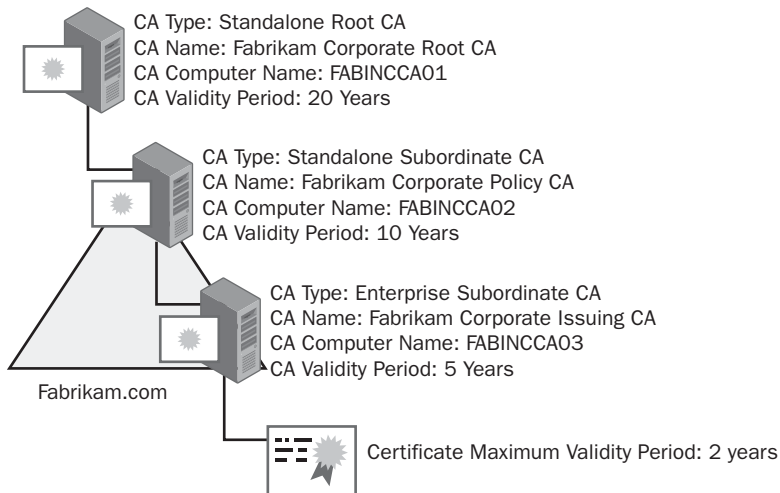 CA Type: Standalone Root CA
CA Name: Fabrikam Corporate Root CA
CA Computer Name: FABINCCA01
CA Validity Period: 20 Years
CA Type: Standalone Subordinate CA
CA Name: Fabrikam Corporate Policy CA
CA Computer Name: FABINCCA02
CA Validity Period: 10 Years
CA Type: Enterprise Subordinate CA
CA Name: Fabrikam Corporate Issuing CA
CA Computer Name: FABINCCA03
CA Validity Period: 5 Years
Fabrikam.com
Certificate Maximum Validity Period: 2 years